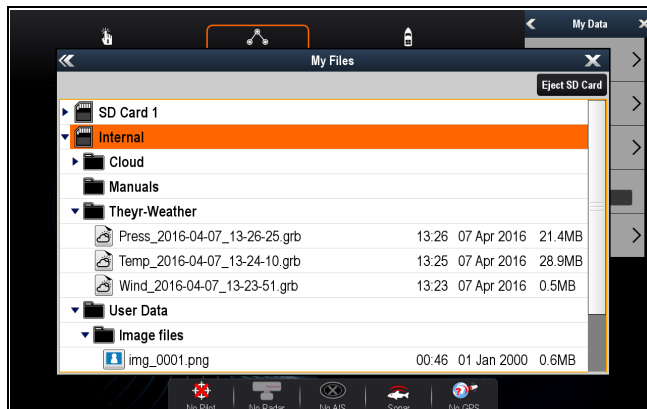 My Data
My Files
Eject SD Card
SD Card 1
Internal
Cloud
Manuals
Theyr-Weather
Press_2016-04-07_13-26-25.grb 13:26 07 Apr 2016 21.4MB
Temp_2016-04-07_13-24-10.grb 13:25 07 Apr 2016 28.9MB
Wind_2016-04-07_13-23-51.grb 13:23 07 Apr 2016 0.5MB
User Data
Image files
img_0001.png 00:46 01 Jan 2000 0.6MB
No Pilot No Radar No AIS Sonar No GPS